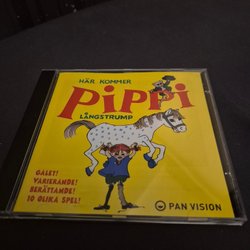 HÄR KOMMER
PIPPI
LÅNGSTRUMP
GALET!
VARIERANDE!
BERÄTTANDE!
10 OLIKA SPEL!
PAN VISION